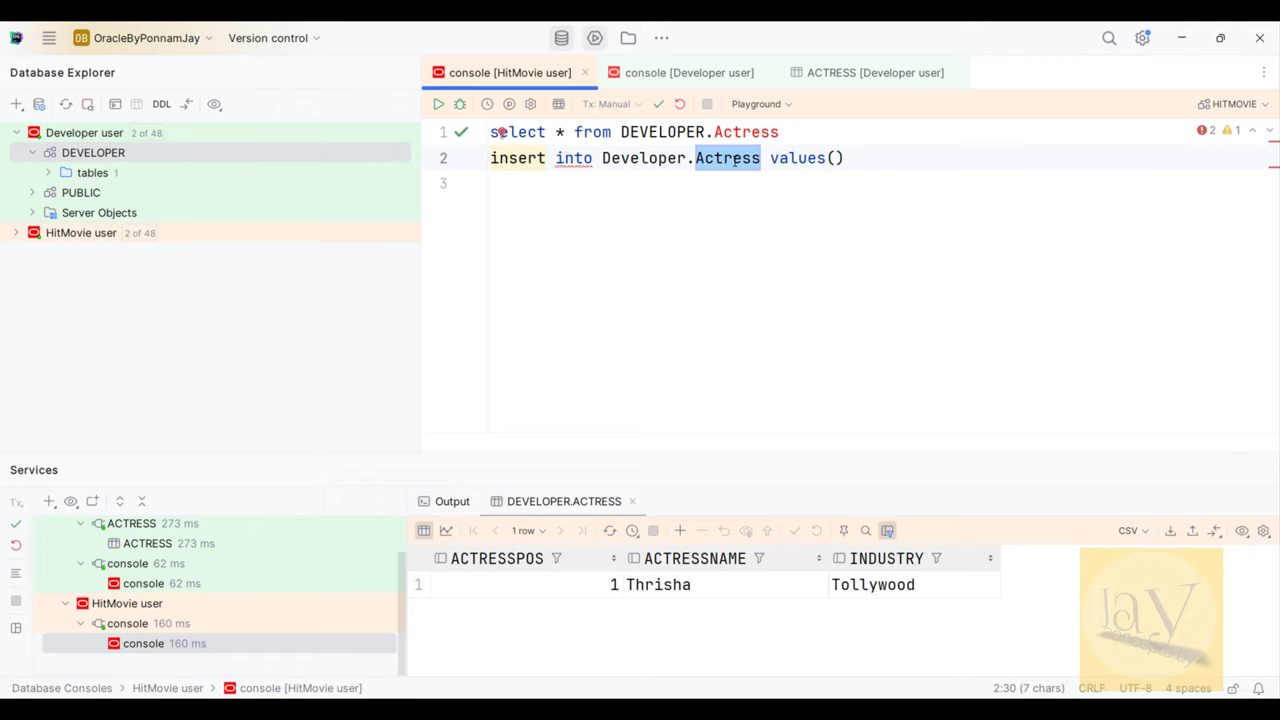 OracleByPonnamJay
Version control
Database Explorer
console [HitMovie user]
console [Developer user]
ACTRESS [Developer user]
DDL
Tx: Manual
Playground
HITMOVIE
Developer user 2 of 48
DEVELOPER
tables 1
PUBLIC
Server Objects
HitMovie user 2 of 48
1 select * from DEVELOPER.Actress
2 insert into Developer.Actress values()
3
2 1
Services
Tx
Output
DEVELOPER.ACTRESS
ACTRESS 273 ms
ACTRESS 273 ms
console 62 ms
console 62 ms
HitMovie user
console 160 ms
console 160 ms
1 row
CSV
ACTRESSPOS ACTRESSNAME INDUSTRY
1 1 Thrisha Tollywood
Jay
concepts by
Database Consoles > HitMovie user > console [HitMovie user]
2:30 (7 chars) CRLF UTF-8 4 spaces